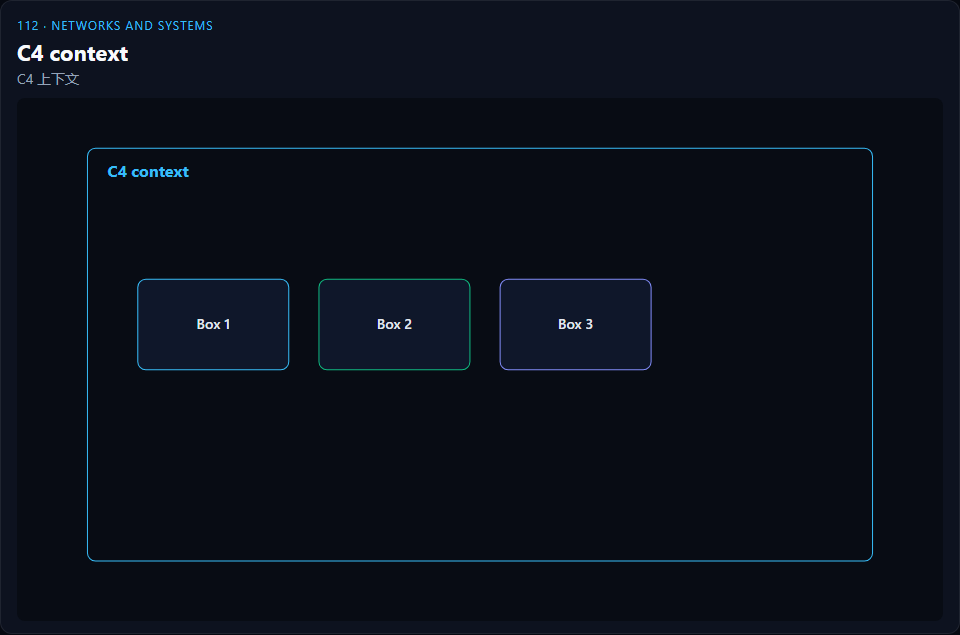 112 · NETWORKS AND SYSTEMS
C4 context
C4 上下文
C4 context
Box 1
Box 2
Box 3